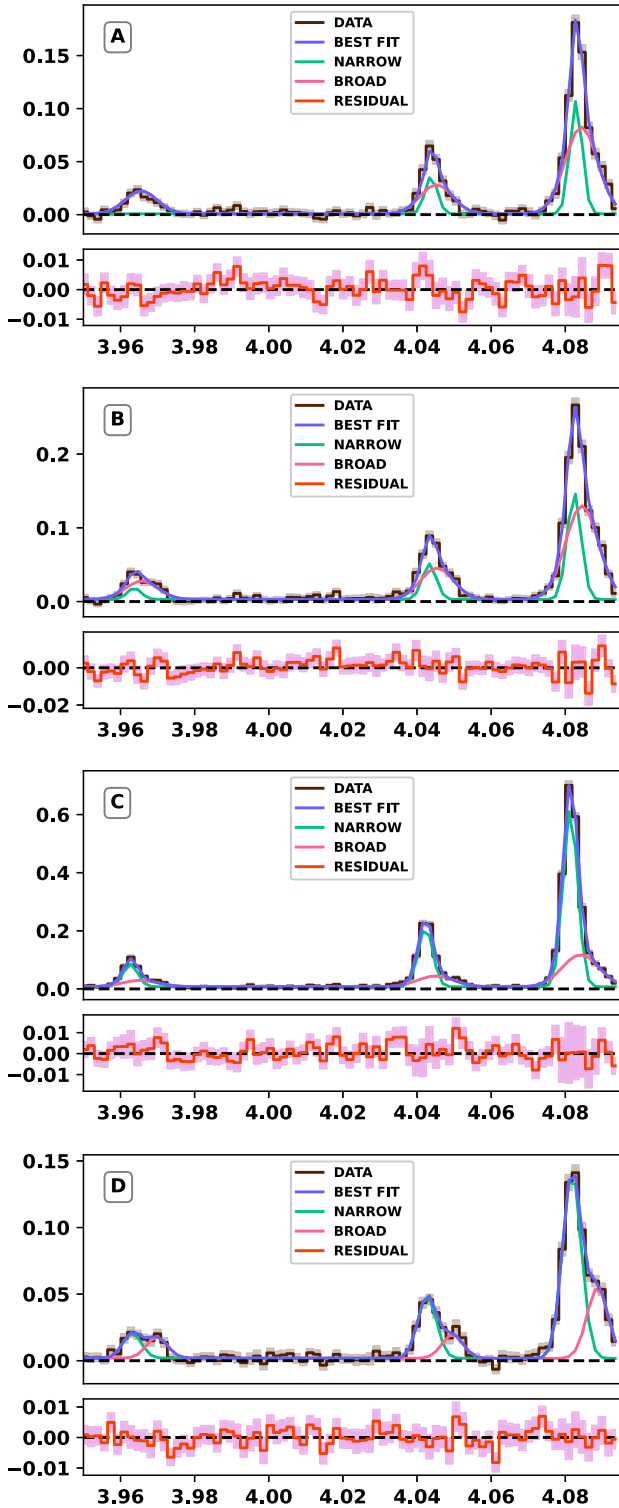 A
DATA
BEST FIT
NARROW
BROAD
RESIDUAL
0.15
0.10
0.05
0.00
0.01
0.00
−0.01
3.96 3.98 4.00 4.02 4.04 4.06 4.08
B
DATA
BEST FIT
NARROW
BROAD
RESIDUAL
0.2
0.1
0.0
0.00
−0.02
3.96 3.98 4.00 4.02 4.04 4.06 4.08
C
DATA
BEST FIT
NARROW
BROAD
RESIDUAL
0.6
0.4
0.2
0.0
0.01
0.00
−0.01
3.96 3.98 4.00 4.02 4.04 4.06 4.08
D
DATA
BEST FIT
NARROW
BROAD
RESIDUAL
0.15
0.10
0.05
0.00
0.01
0.00
−0.01
3.96 3.98 4.00 4.02 4.04 4.06 4.08